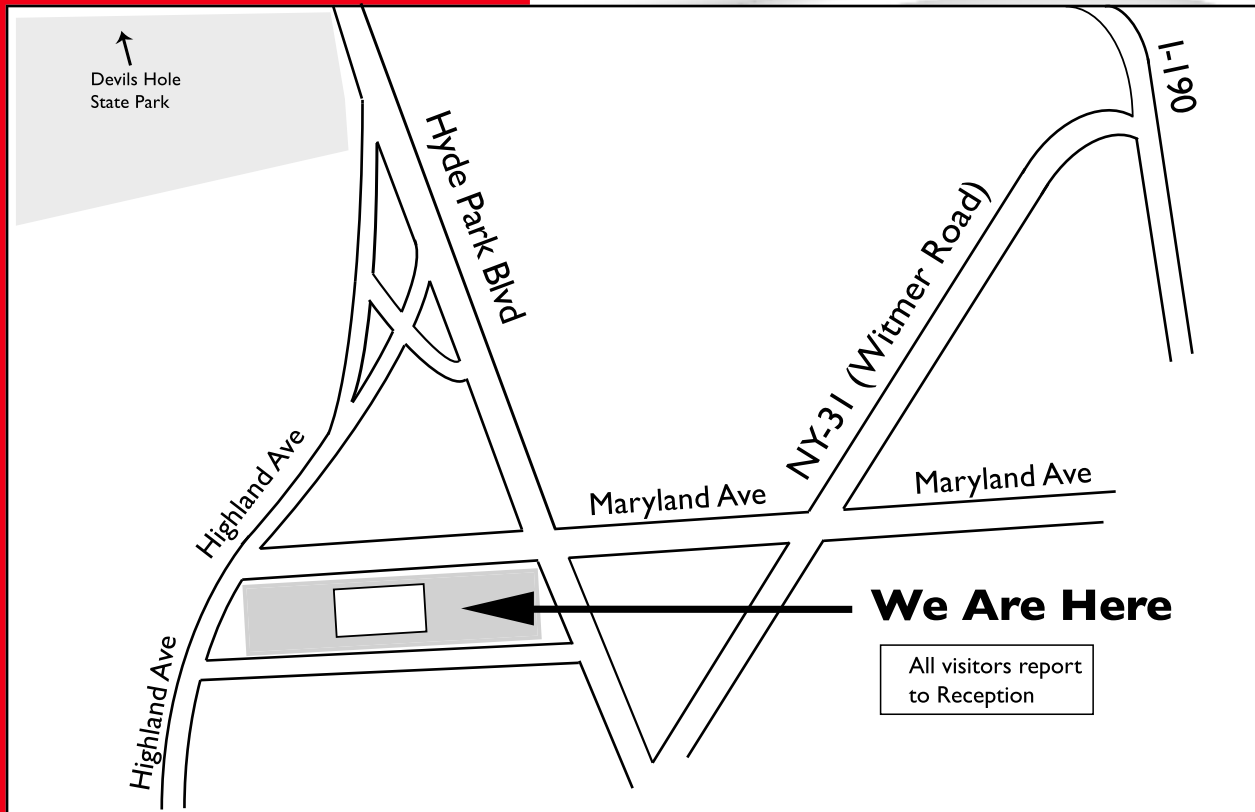 Devils Hole
State Park
I-190
Hyde Park Blvd
NY-31 (Witmer Road)
Highland Ave
Maryland Ave
Maryland Ave
We Are Here
Highland Ave
All visitors report
to Reception